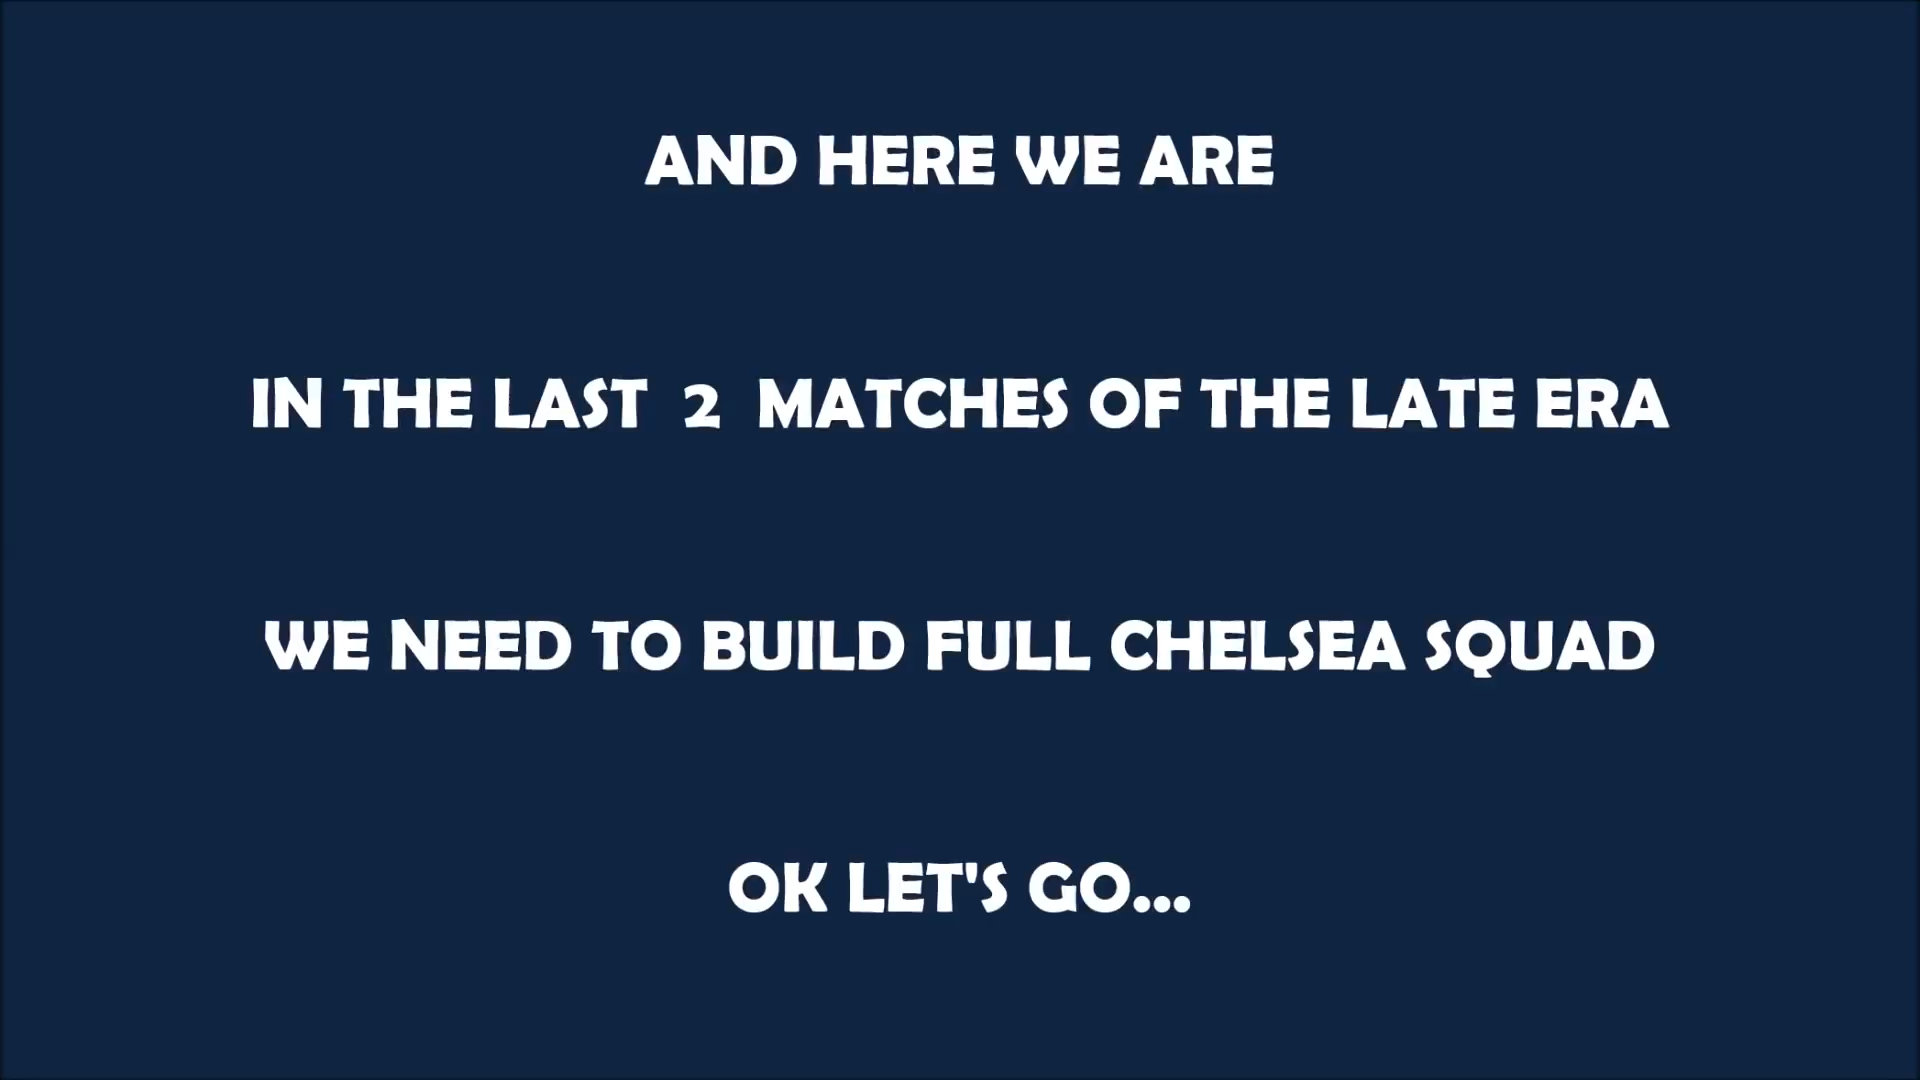 AND HERE WE ARE
IN THE LAST  2  MATCHES OF THE LATE ERA
WE NEED TO BUILD FULL CHELSEA SQUAD
OK LET'S GO...